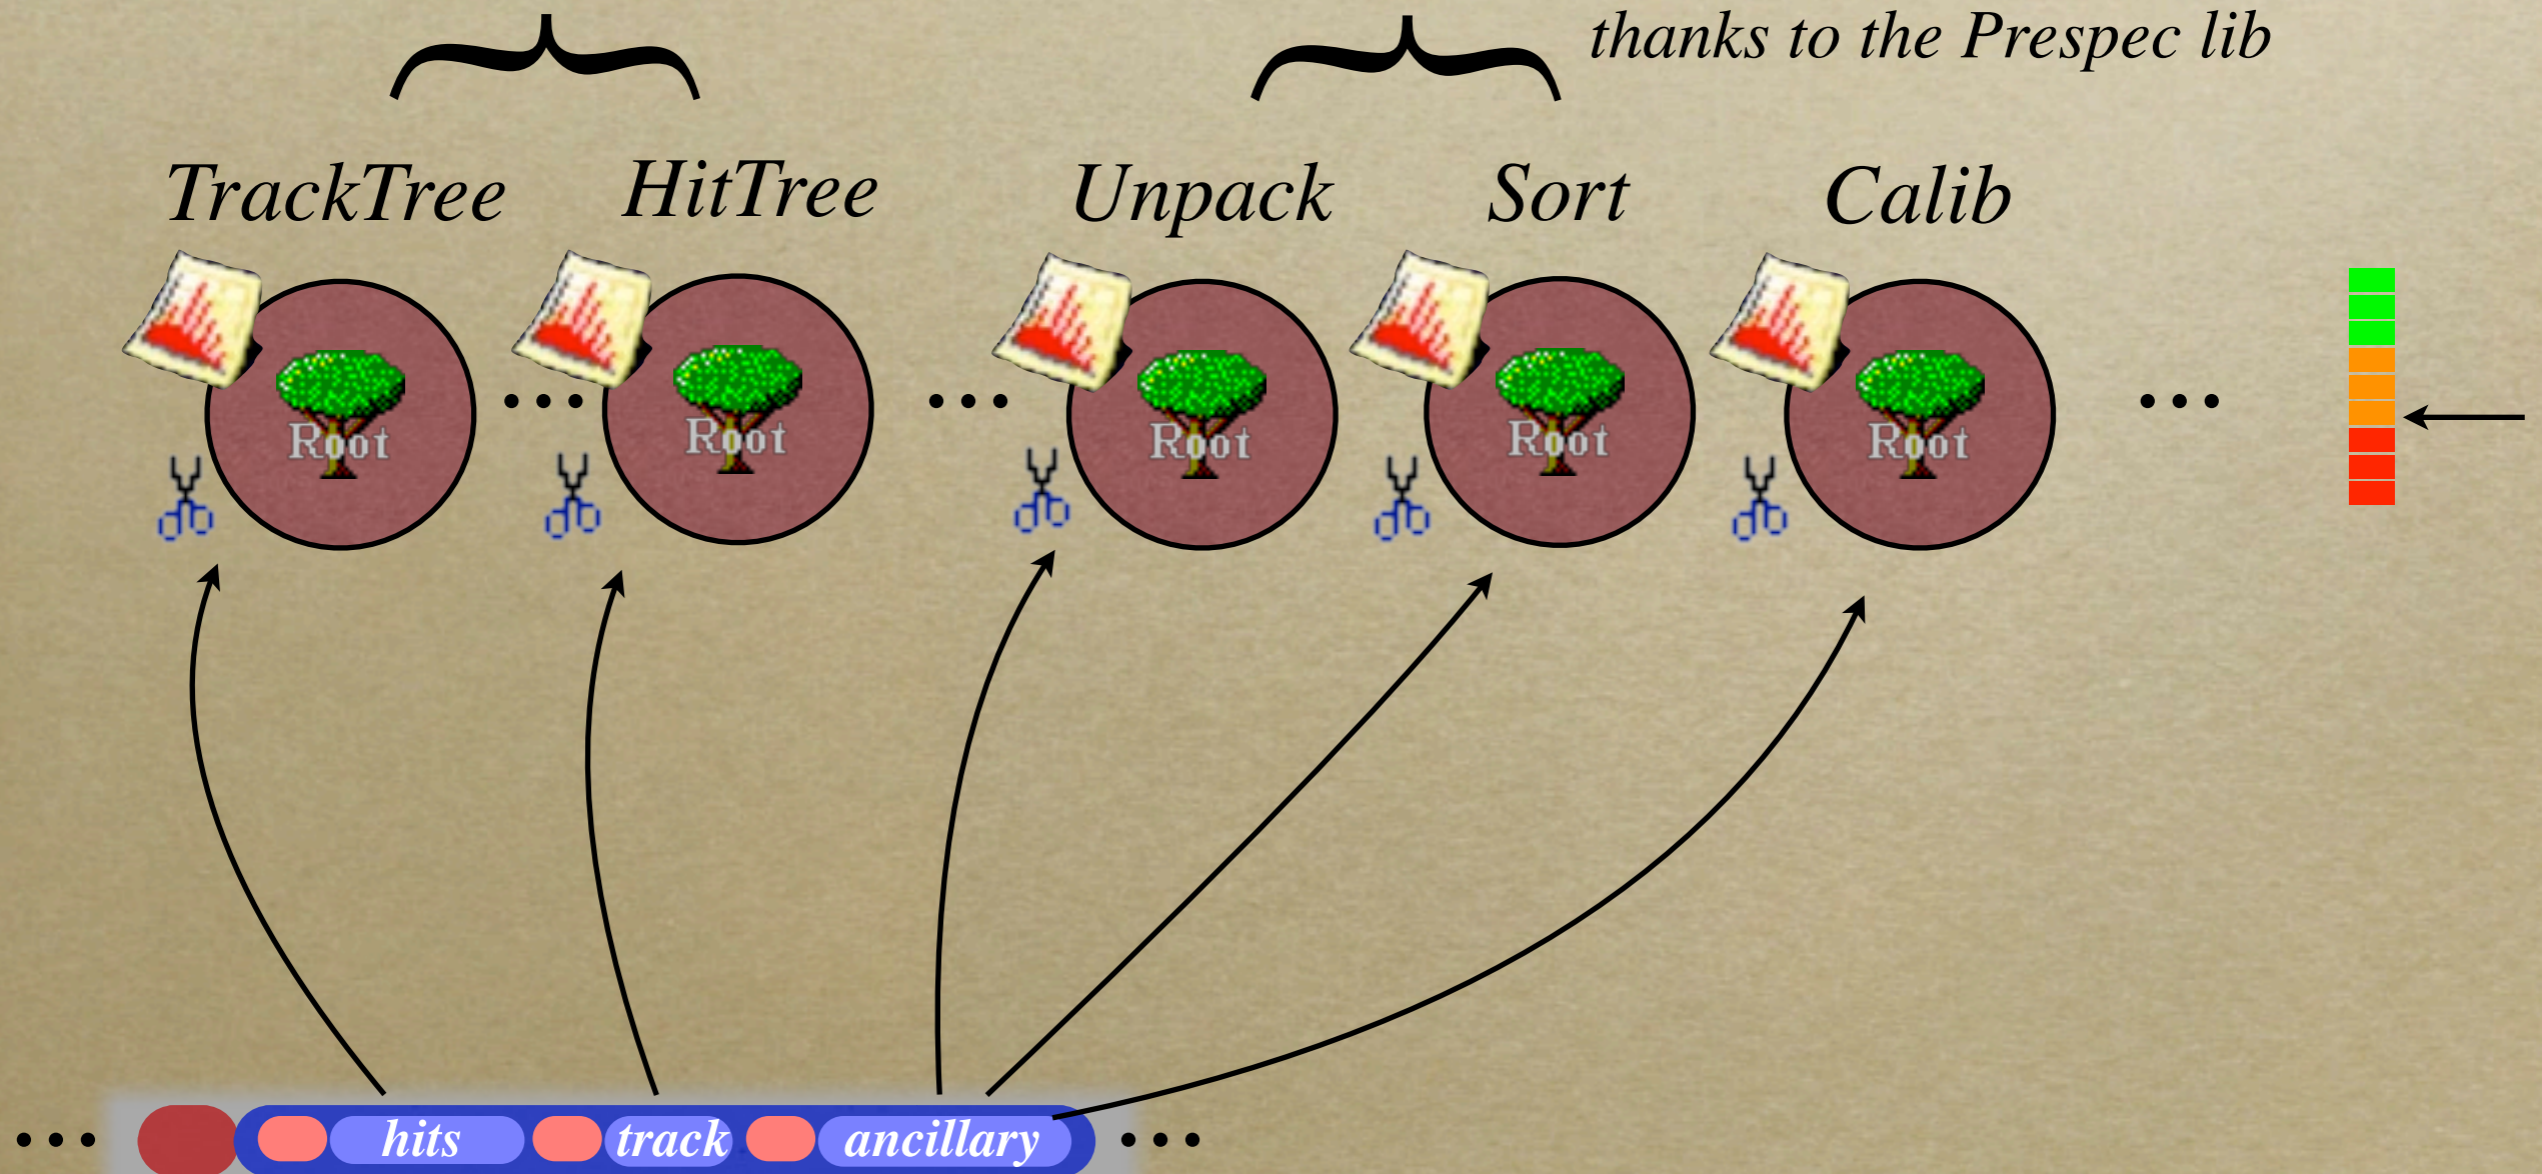 thanks to the Prespec lib
TrackTree HitTree Unpack Sort Calib
Root Root Root Root Root
hits track ancillary